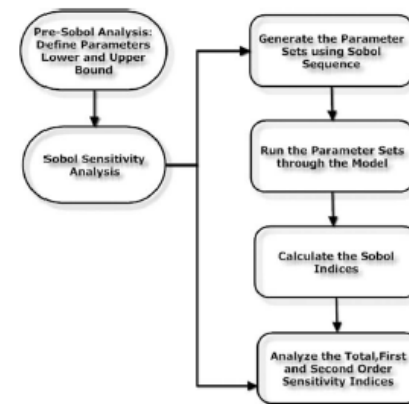 Pre-Sobol Analysis:
Define Parameters
Lower and Upper
Bound
Sobol Sensitivity
Analysis
Generate the Parameter
Sets using Sobol
Sequence
Run the Parameter Sets
through the Model
Calculate the Sobol
Indices
Analyze the Total,First
and Second Order
Sensitivity Indices